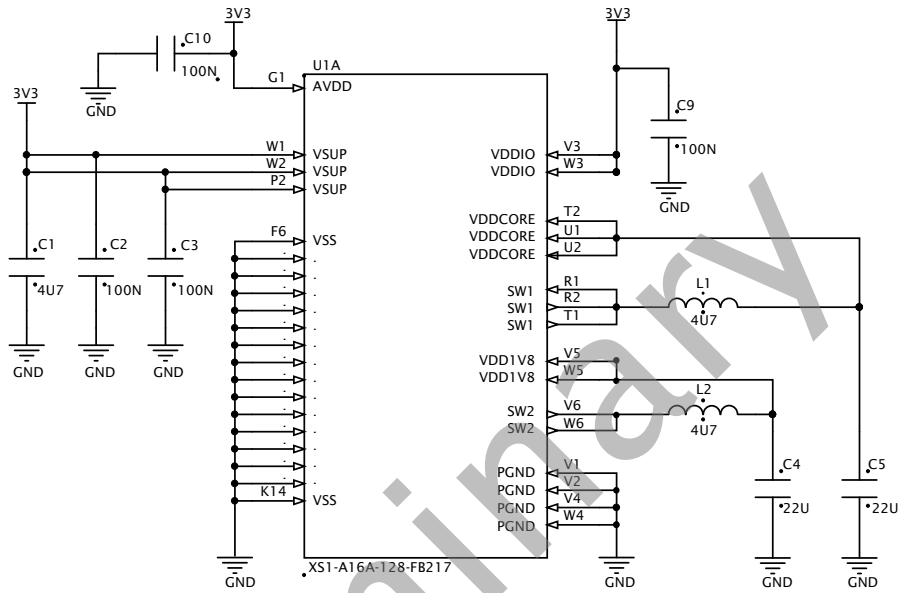 3V3
3V3
C10
100N
U1A
G1
AVDD
GND
3V3
C9
100N
GND
W1
VSUP
W2
VSUP
P2
VSUP
V3
VDDIO
W3
VDDIO
F6
VSS
T2
VDDCORE
U1
VDDCORE
U2
VDDCORE
C1
4U7
C2
100N
C3
100N
GND
GND
GND
R1
SW1
R2
SW1
T1
SW1
L1
4U7
V5
VDD1V8
W5
VDD1V8
V6
SW2
W6
SW2
L2
4U7
V1
PGND
V2
PGND
V4
PGND
W4
PGND
C4
22U
C5
22U
K14
VSS
GND
XS1-A16A-128-FB217
GND
GND
GND
minary